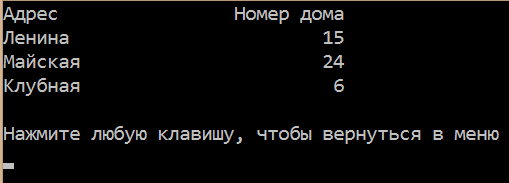 Адрес Номер дома
Ленина 15
Майская 24
Клубная 6
Нажмите любую клавишу, чтобы вернуться в меню